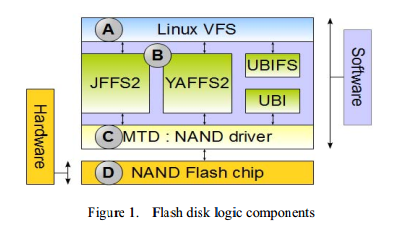 A Linux VFS
B
JFFS2 YAFFS2 UBIFS
UBI
C MTD : NAND driver
D NAND Flash chip
Hardware
Software
Figure 1. Flash disk logic components